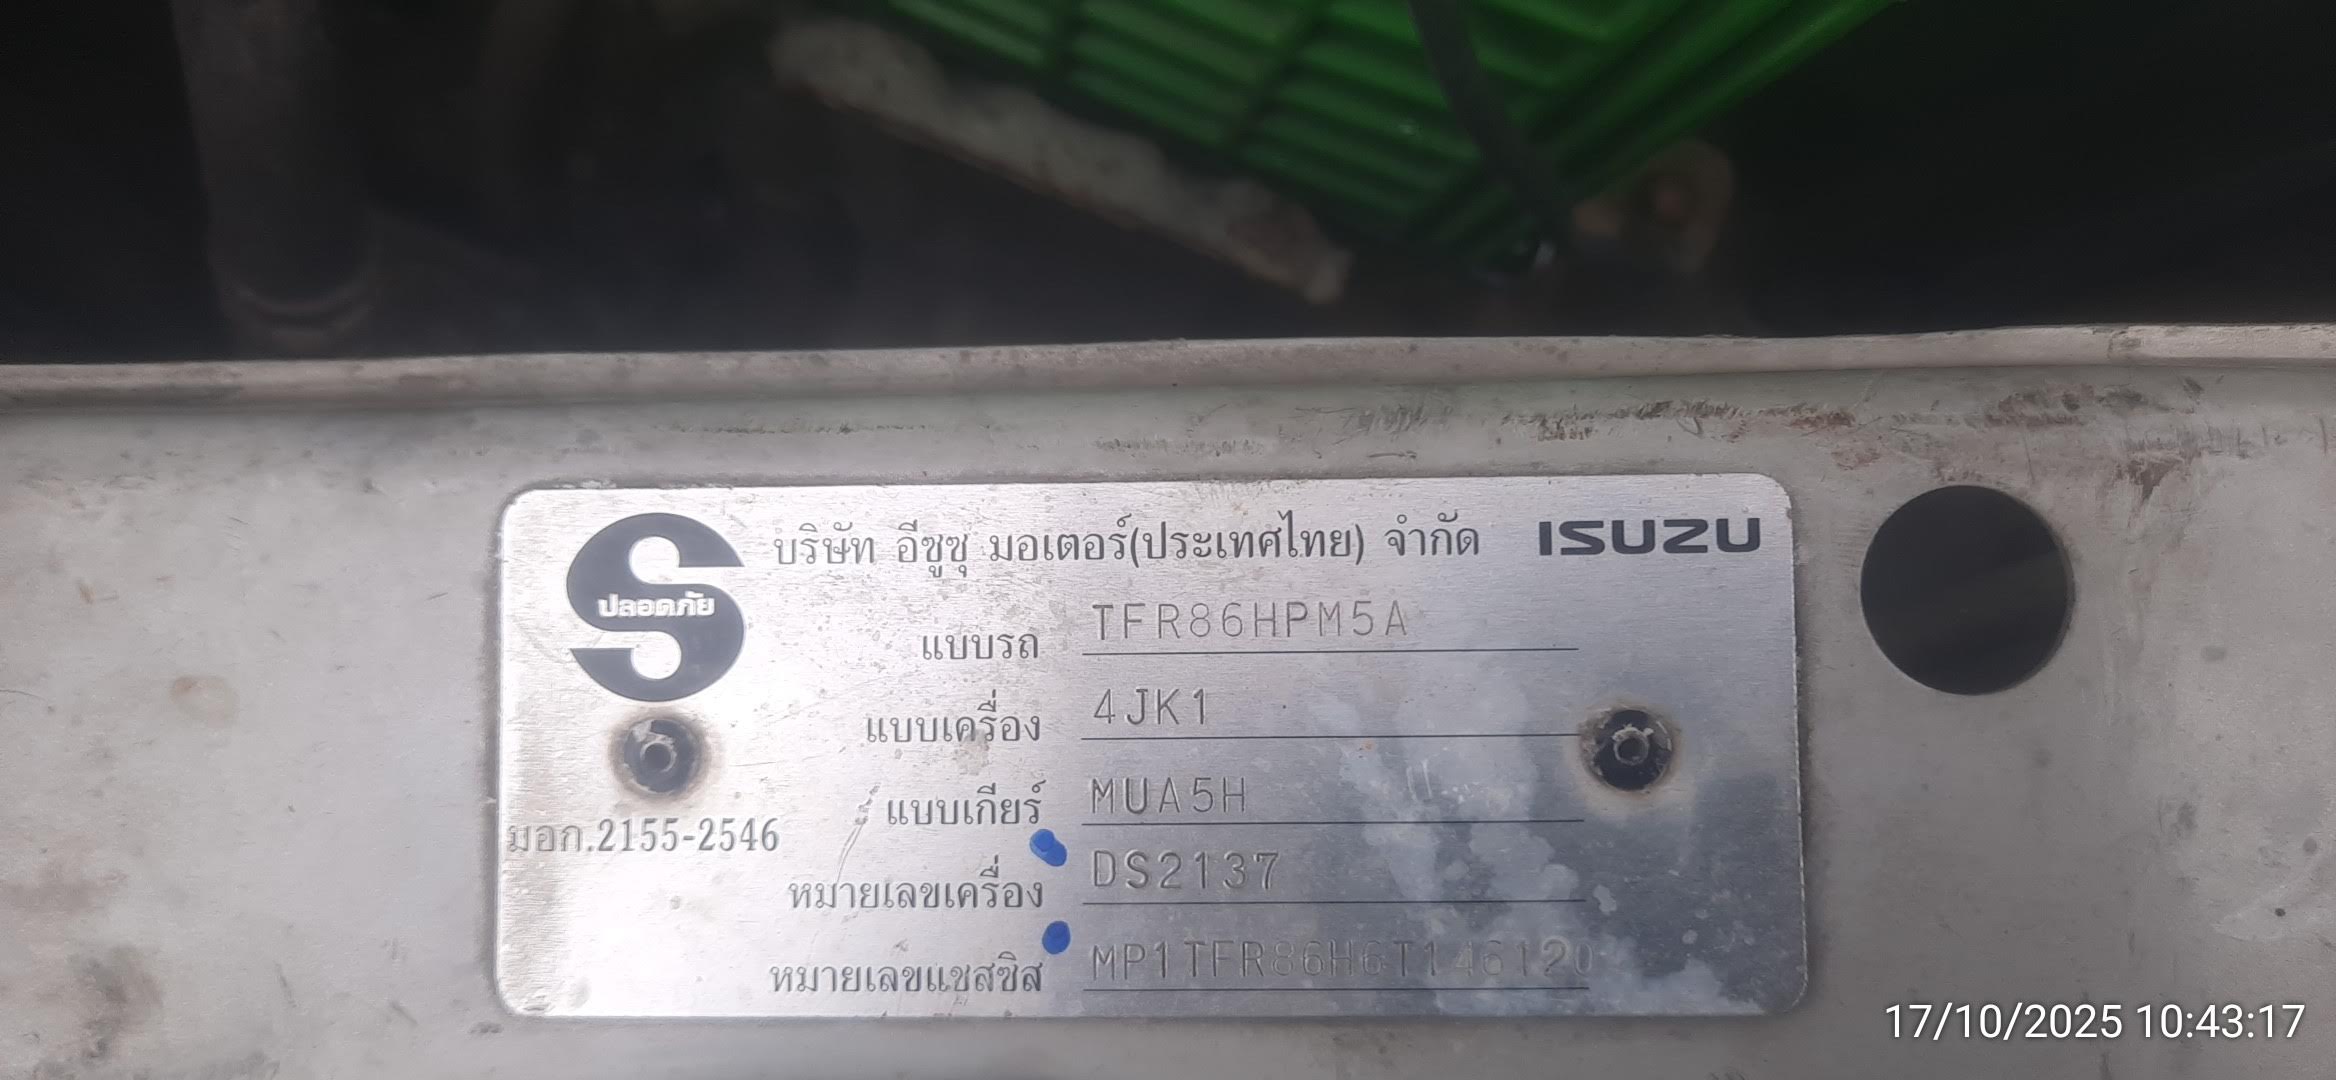 บริษัท อีซูซุ มอเตอร์(ประเทศไทย) จำกัด ISUZU
ปลอดภัย
แบบรถ TFR86HPM5A
แบบเครื่อง 4JK1
แบบเกียร์ MUA5H
มอก.2155-2546
หมายเลขเครื่อง DS2137
หมายเลขแชสซิส MP1TFR86H6T146120
17/10/2025 10:43:17